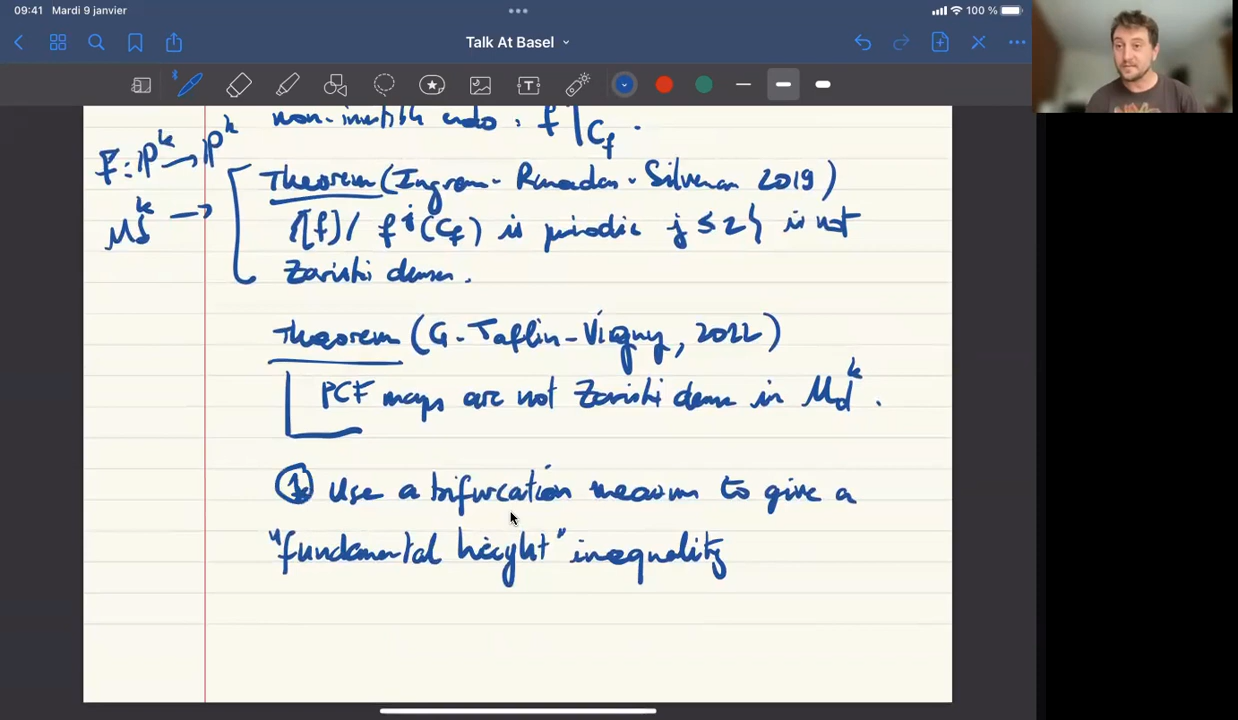 09:41 Mardi 9 janvier
100 %
Talk At Basel
non-invertible endo : f|C_f .
F : P^k → P^k
Theorem (Ingram - Ramadas - Silverman 2019)
M_d^k →
{[f] / f^j(C_f) is periodic j ≤ 2} is not
Zariski dense.
Theorem (G - Taflin - Vigny, 2022)
PCF maps are not Zariski dense in M_d^k .
① Use a bifurcation measure to give a
"fundamental height" inequality